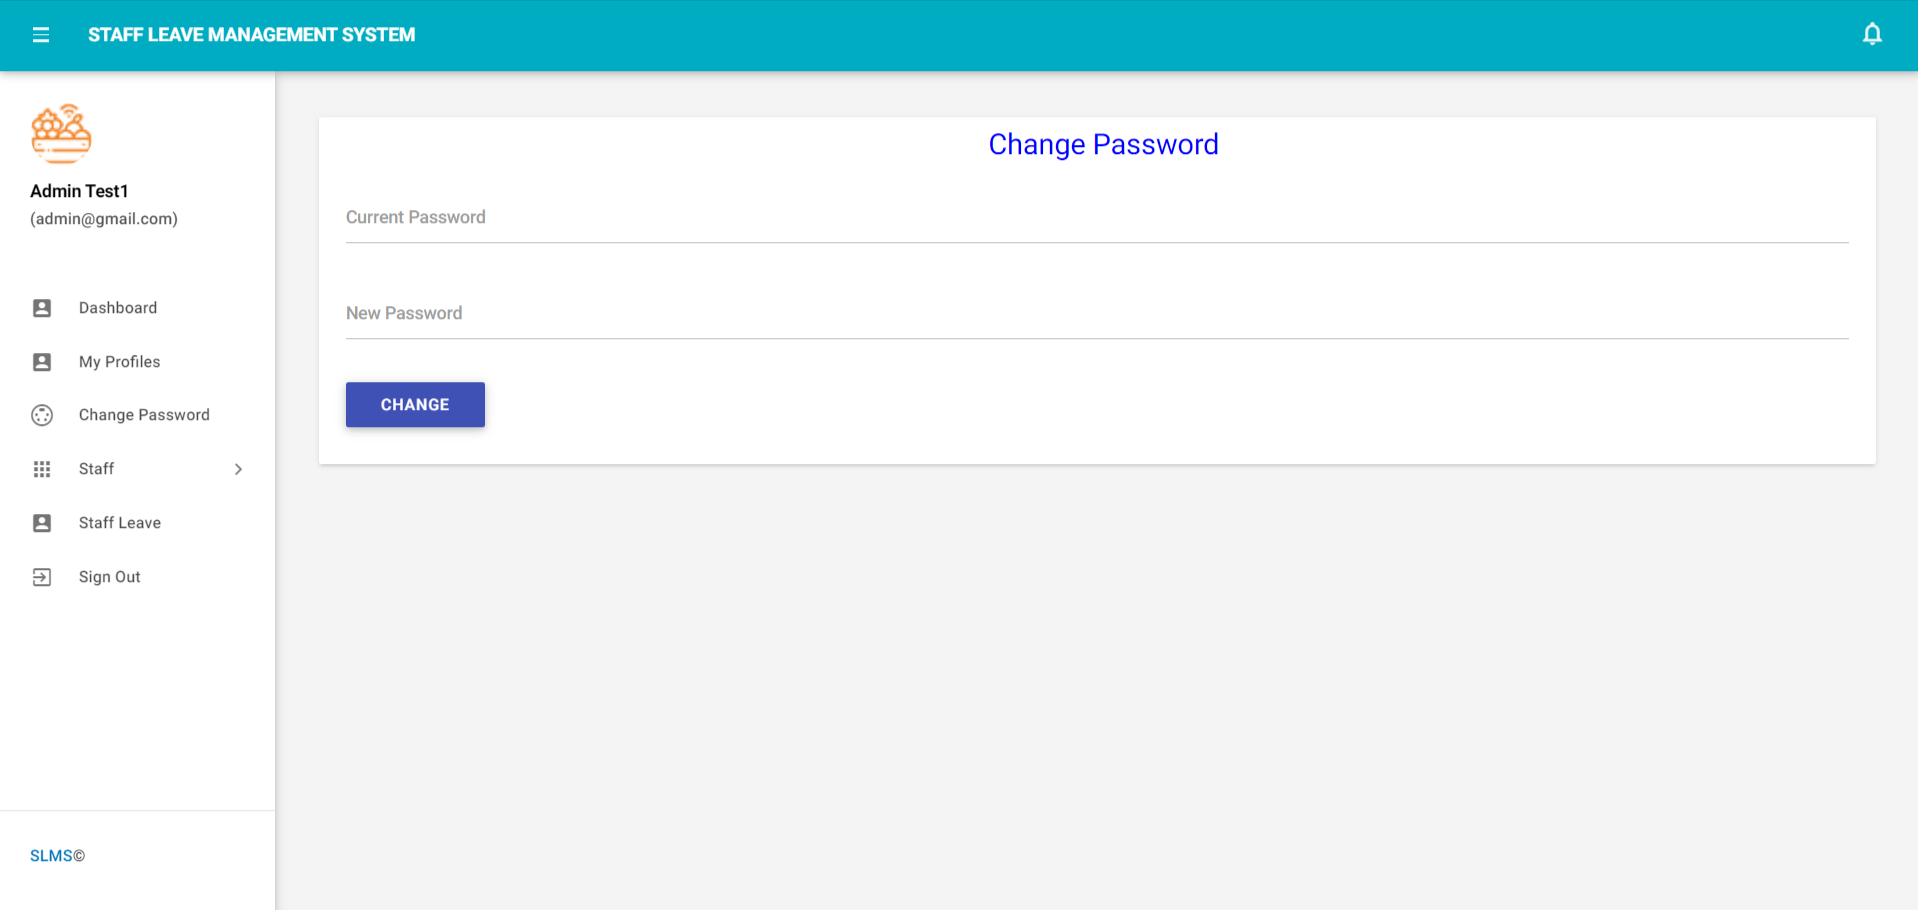 STAFF LEAVE MANAGEMENT SYSTEM
Admin Test1
(admin@gmail.com)
Dashboard
My Profiles
Change Password
Staff
Staff Leave
Sign Out
SLMS©
Change Password
Current Password
New Password
CHANGE